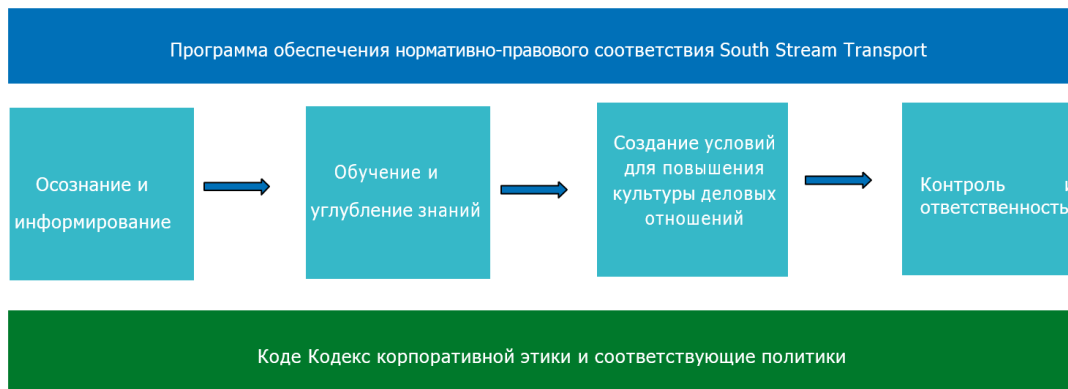 Программа обеспечения нормативно-правового соответствия South Stream Transport
Осознание и
информирование
Обучение и
углубление знаний
Создание условий
для повышения
культуры деловых
отношений
Контроль и
ответственность
Коде Кодекс корпоративной этики и соответствующие политики